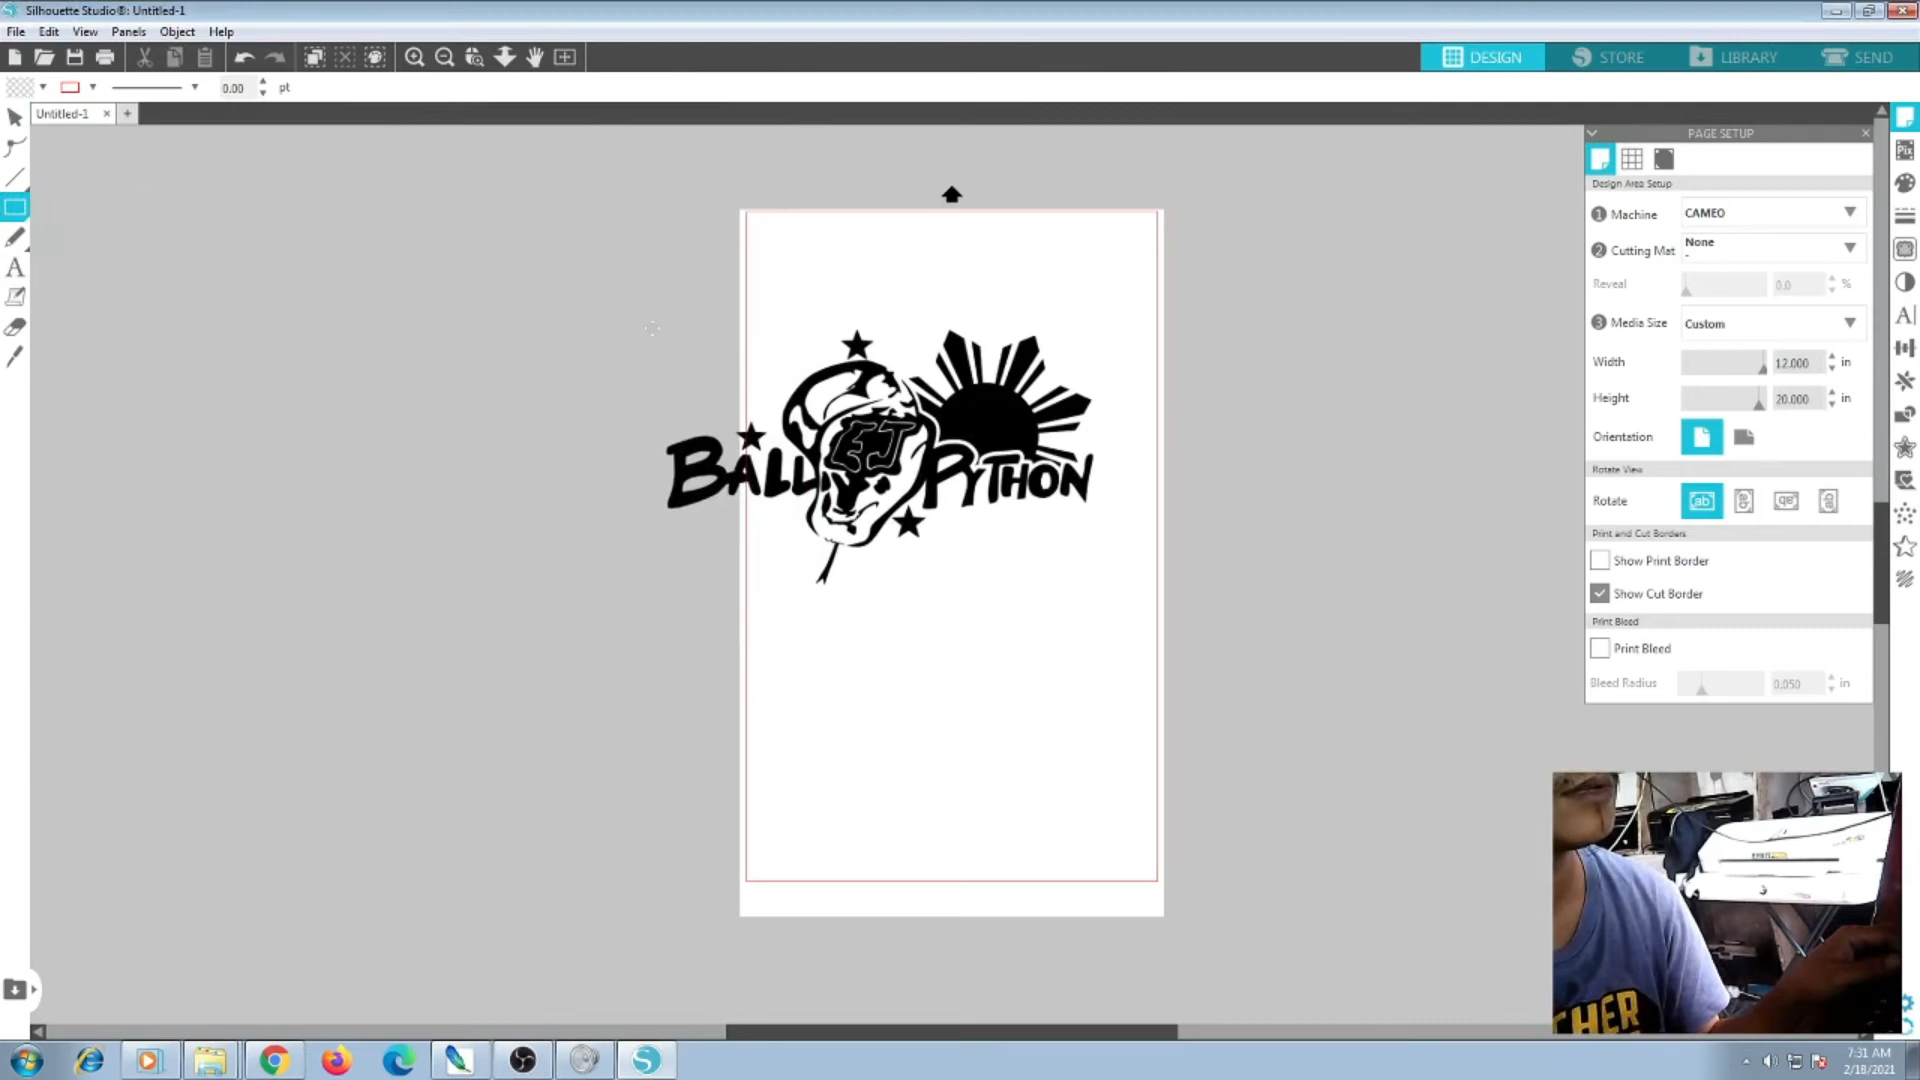 Silhouette Studio®: Untitled-1
File Edit View Panels Object Help
DESIGN STORE LIBRARY SEND
0.00 pt
Untitled-1
PAGE SETUP
Design Area Setup
1 Machine CAMEO
2 Cutting Mat None
-
Reveal 0.0 %
3 Media Size Custom
Width 12.000 in
Height 20.000 in
Orientation
Rotate View
Rotate
Print and Cut Borders
Show Print Border
Show Cut Border
Print Bleed
Print Bleed
Bleed Radius 0.050 in
EJ
BALL PYTHON
7:31 AM
2/18/2021